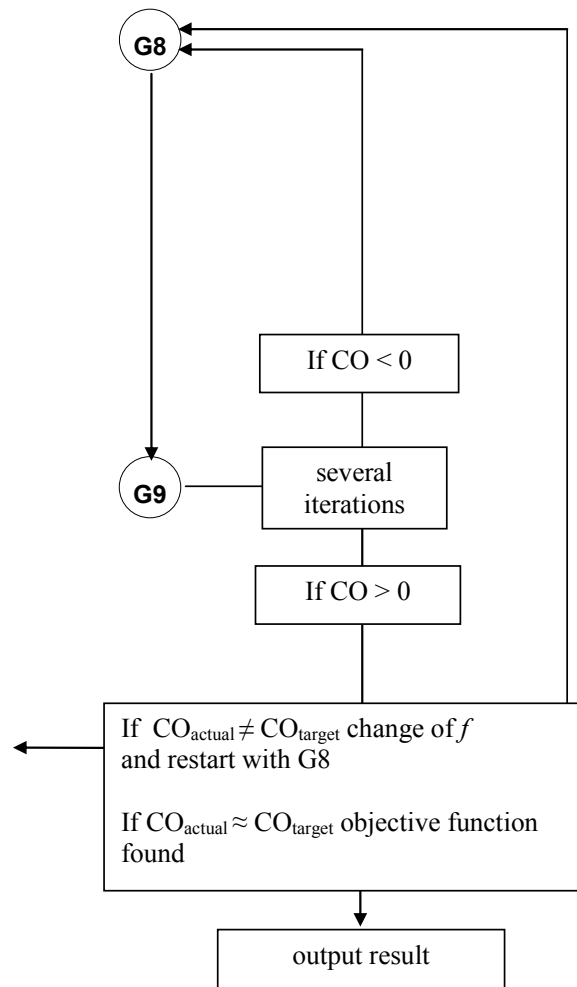 G8
If CO < 0
G9
several
iterations
If CO > 0
If CO_actual ≠ CO_target change of f
and restart with G8
If CO_actual ≈ CO_target objective function
found
output result